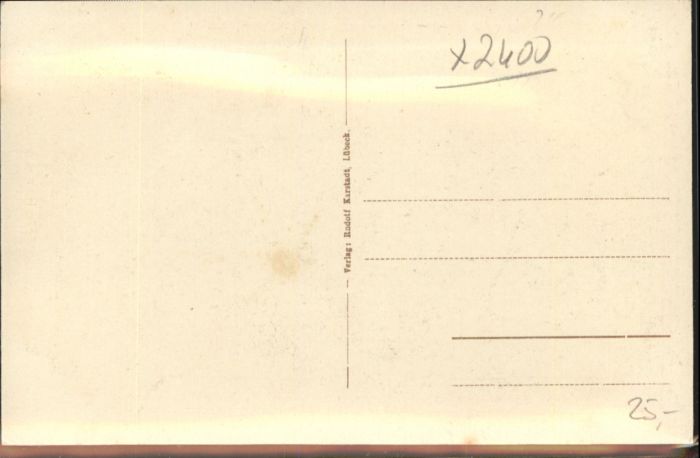 x2400
Verlag: Rudolf Karstadt, Lübeck.
25,-